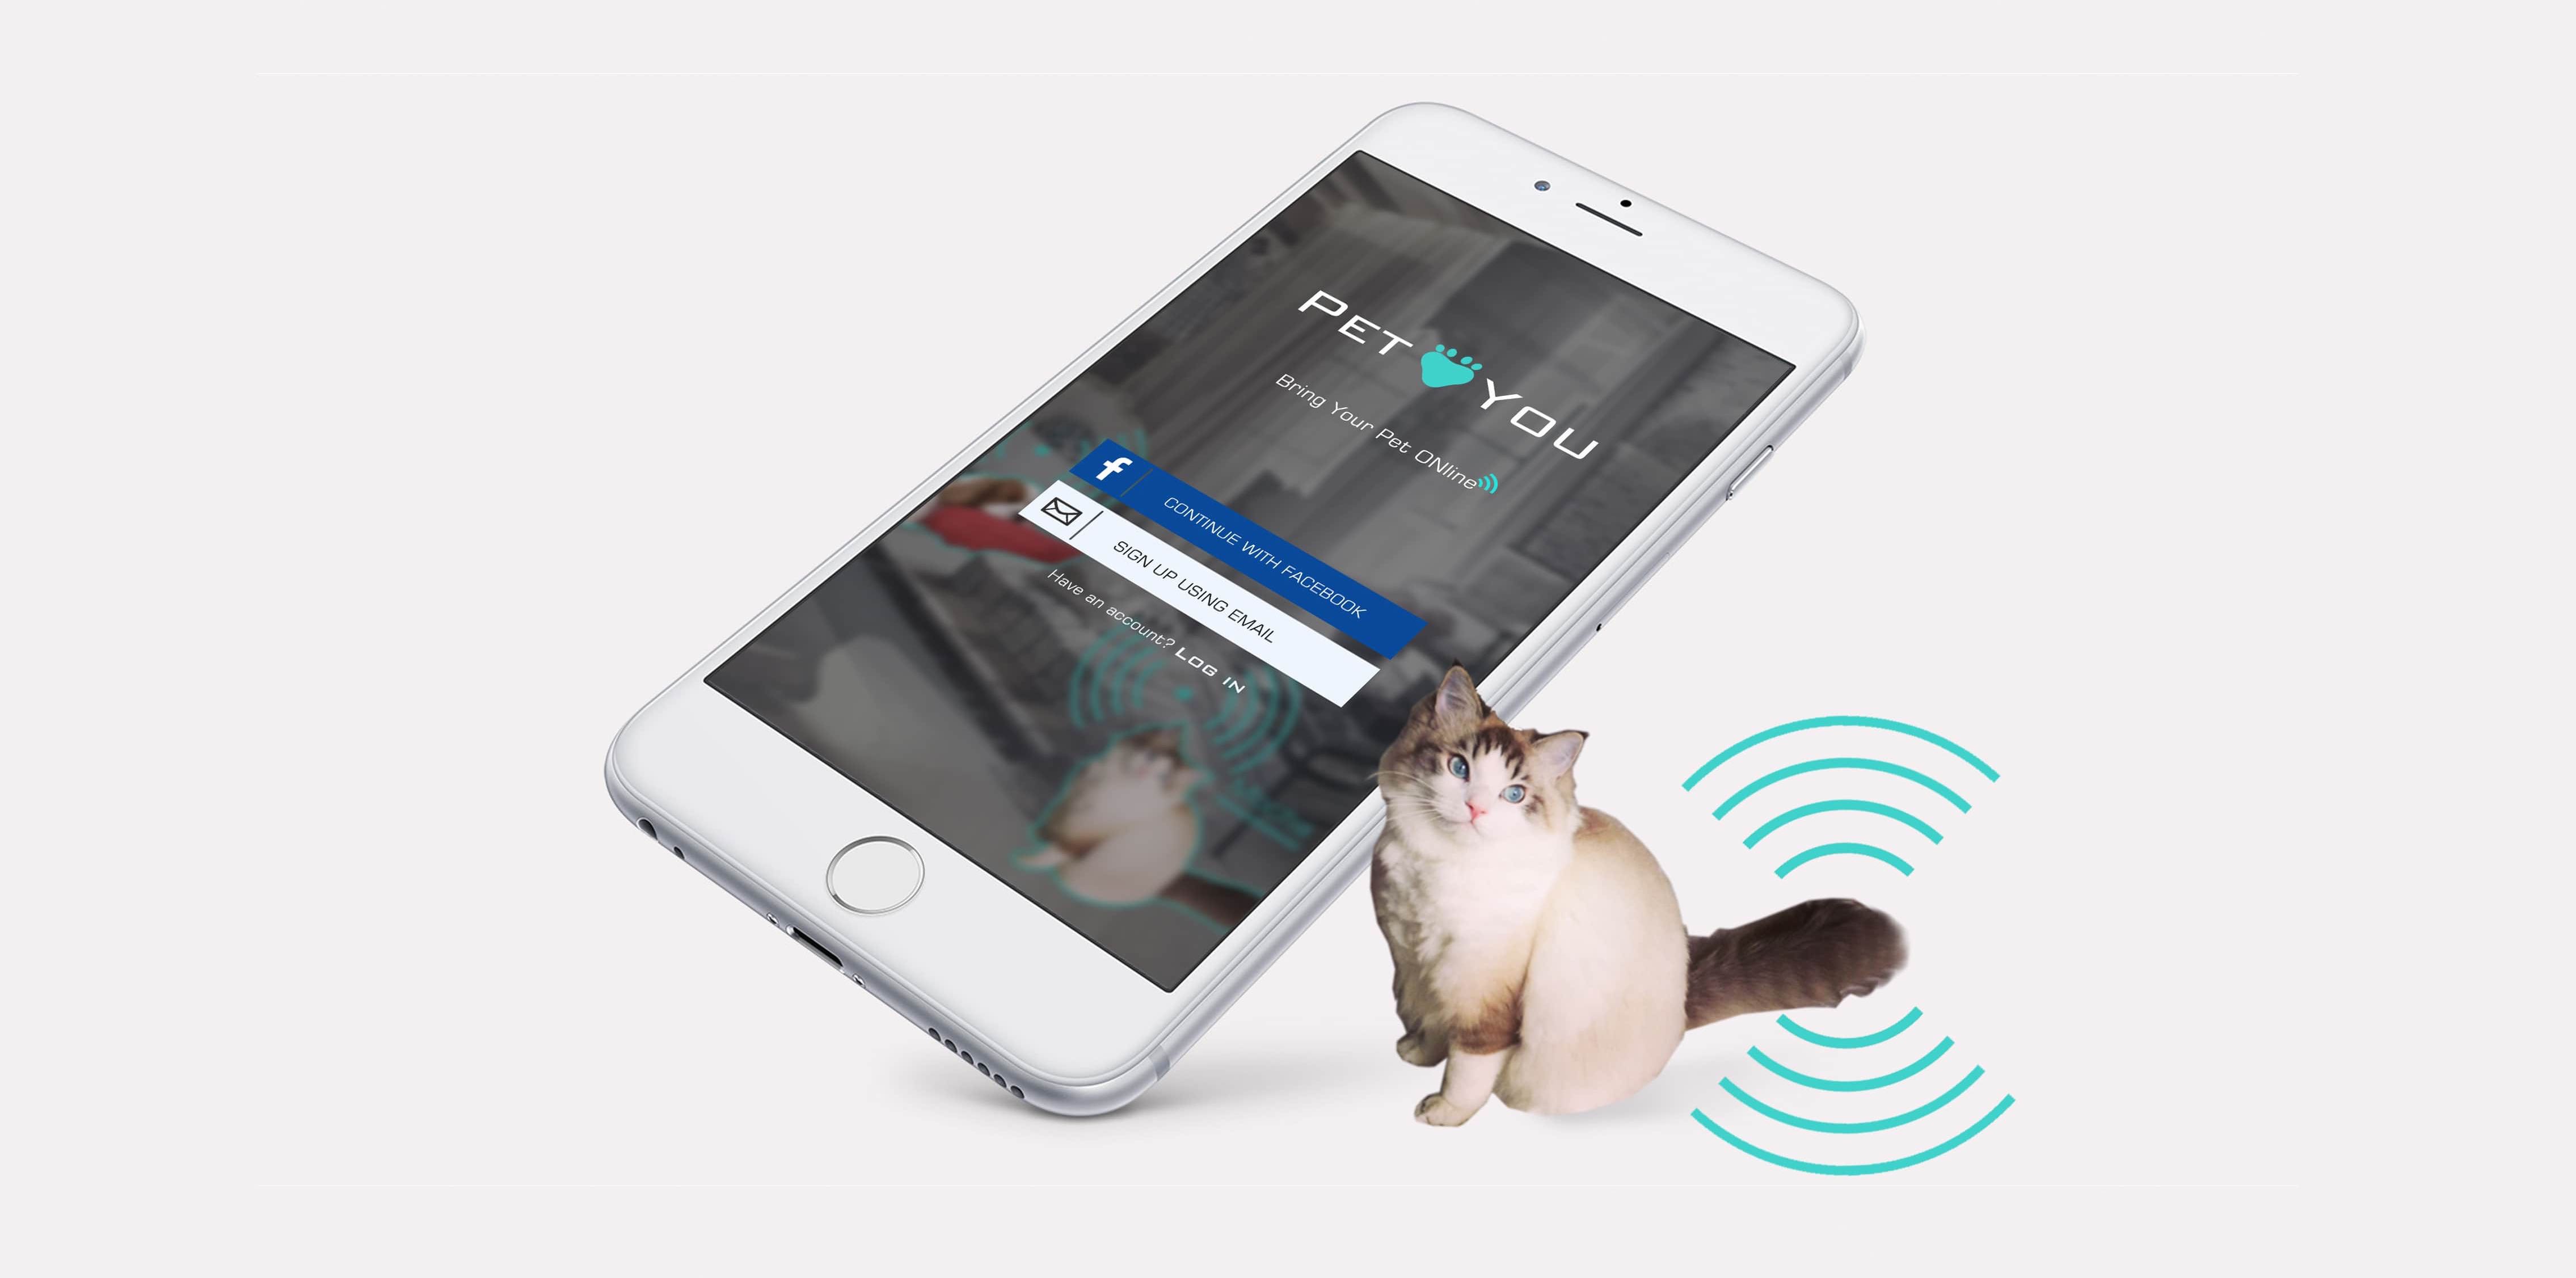 PET YOU
Bring Your Pet ONline
f
CONTINUE WITH FACEBOOK
SIGN UP USING EMAIL
Have an account? LOG IN